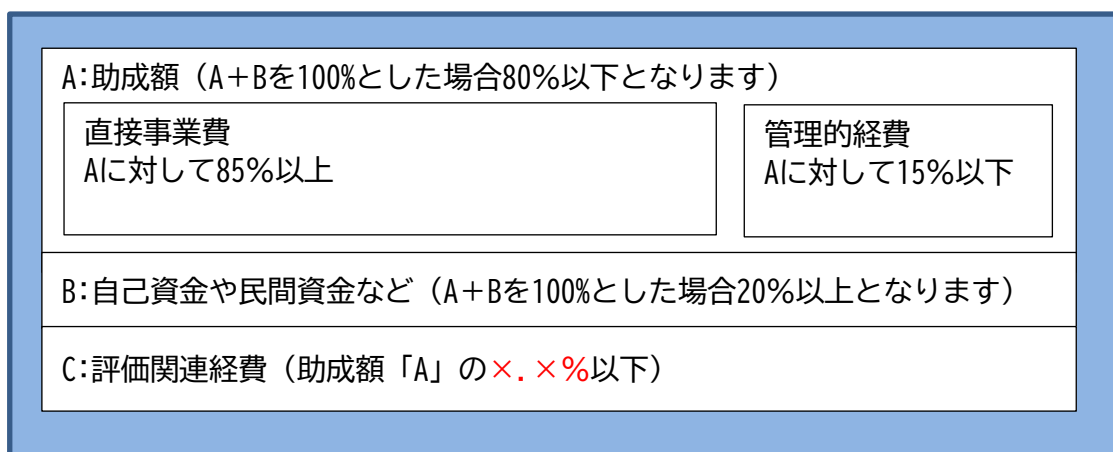 A:助成額（A＋Bを100%とした場合80％以下となります）
直接事業費
Aに対して85％以上
管理的経費
Aに対して15％以下
B:自己資金や民間資金など（A＋Bを100%とした場合20％以上となります）
C:評価関連経費（助成額「A」の×.×％以下）